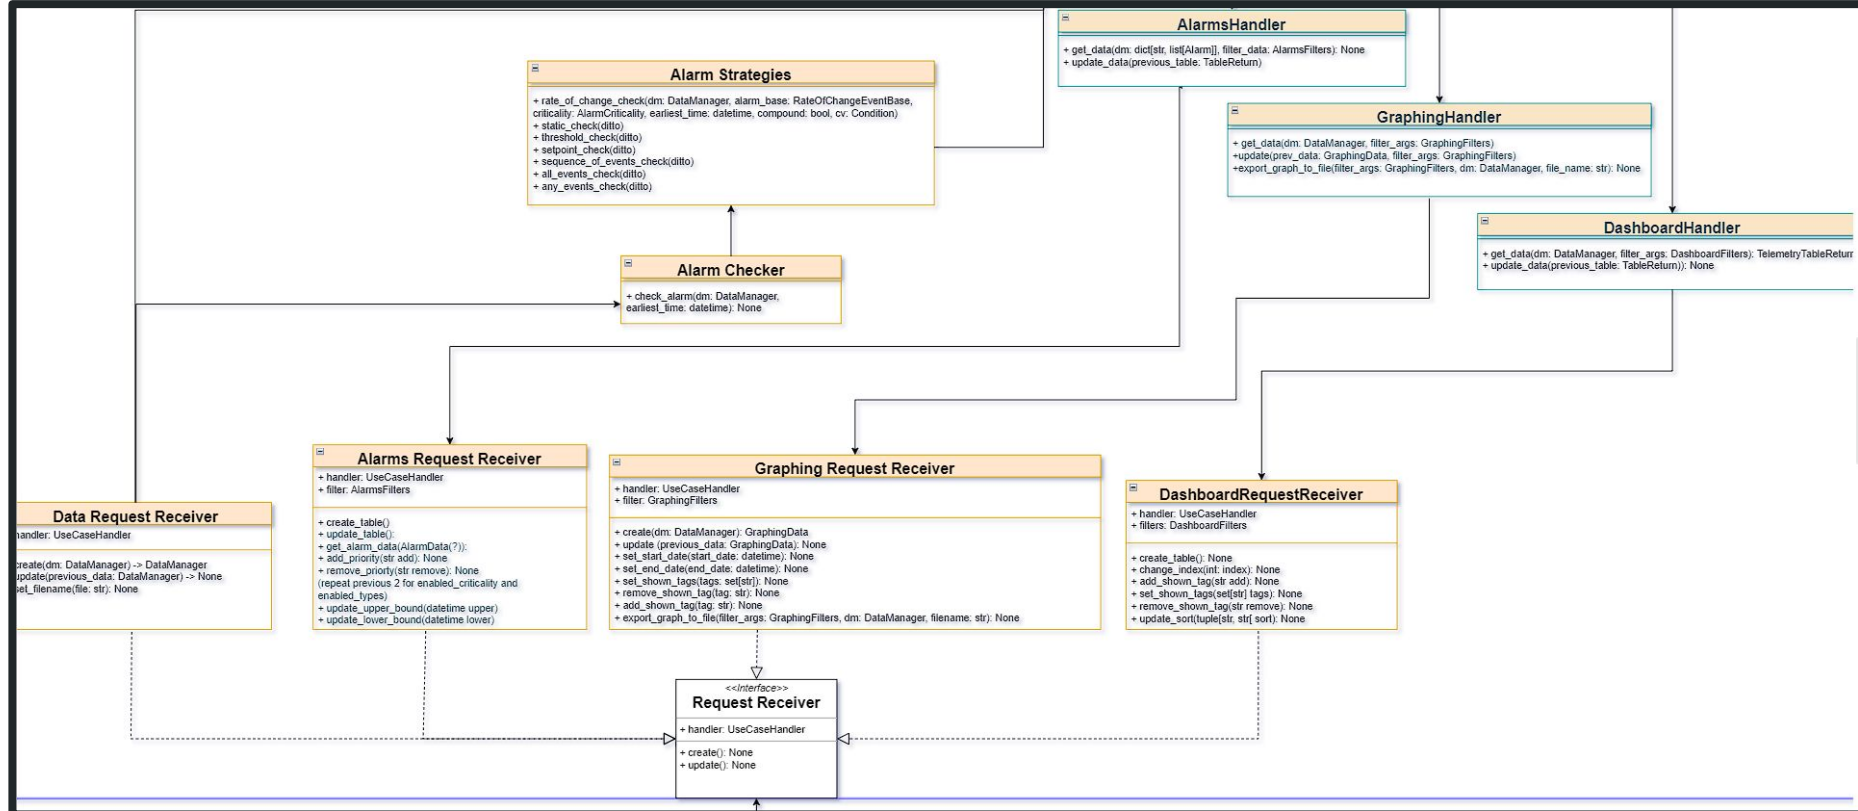 AlarmsHandler
+ get_data(dm: dict[str, list[Alarm]], filter_data: AlarmsFilters): None
+ update_data(previous_table: TableReturn)
Alarm Strategies
+ rate_of_change_check(dm: DataManager, alarm_base: RateOfChangeEventBase,
criticality: AlarmCriticality, earliest_time: datetime, compound: bool, cv: Condition)
+ static_check(ditto)
+ threshold_check(ditto)
+ setpoint_check(ditto)
+ sequence_of_events_check(ditto)
+ all_events_check(ditto)
+ any_events_check(ditto)
GraphingHandler
+ get_data(dm: DataManager, filter_args: GraphingFilters)
+update(prev_data: GraphingData, filter_args: GraphingFilters)
+export_graph_to_file(filter_args: GraphingFilters, dm: DataManager, file_name: str): None
DashboardHandler
+ get_data(dm: DataManager, filter_args: DashboardFilters): TelemetryTableReturn
+ update_data(previous_table: TableReturn)): None
Alarm Checker
+ check_alarm(dm: DataManager,
earliest_time: datetime): None
Data Request Receiver
handler: UseCaseHandler
create(dm: DataManager) -> DataManager
update(previous_data: DataManager) -> None
set_filename(file: str): None
Alarms Request Receiver
+ handler: UseCaseHandler
+ filter: AlarmsFilters
+ create_table()
+ update_table():
+ get_alarm_data(AlarmData(?)):
+ add_priority(str add): None
+ remove_priorty(str remove): None
(repeat previous 2 for enabled_criticality and
enabled_types)
+ update_upper_bound(datetime upper)
+ update_lower_bound(datetime lower)
Graphing Request Receiver
+ handler: UseCaseHandler
+ filter: GraphingFilters
+ create(dm: DataManager): GraphingData
+ update (previous_data: GraphingData): None
+ set_start_date(start_date: datetime): None
+ set_end_date(end_date: datetime): None
+ set_shown_tags(tags: set[str]): None
+ remove_shown_tag(tag: str): None
+ add_shown_tag(tag: str): None
+ export_graph_to_file(filter_args: GraphingFilters, dm: DataManager, filename: str): None
DashboardRequestReceiver
+ handler: UseCaseHandler
+ filters: DashboardFilters
+ create_table(): None
+ change_index(int: index): None
+ add_shown_tag(str add): None
+ set_shown_tags(set[str] tags): None
+ remove_shown_tag(str remove): None
+ update_sort(tuple[str, str[ sort): None
<<Interface>>
Request Receiver
+ handler: UseCaseHandler
+ create(): None
+ update(): None